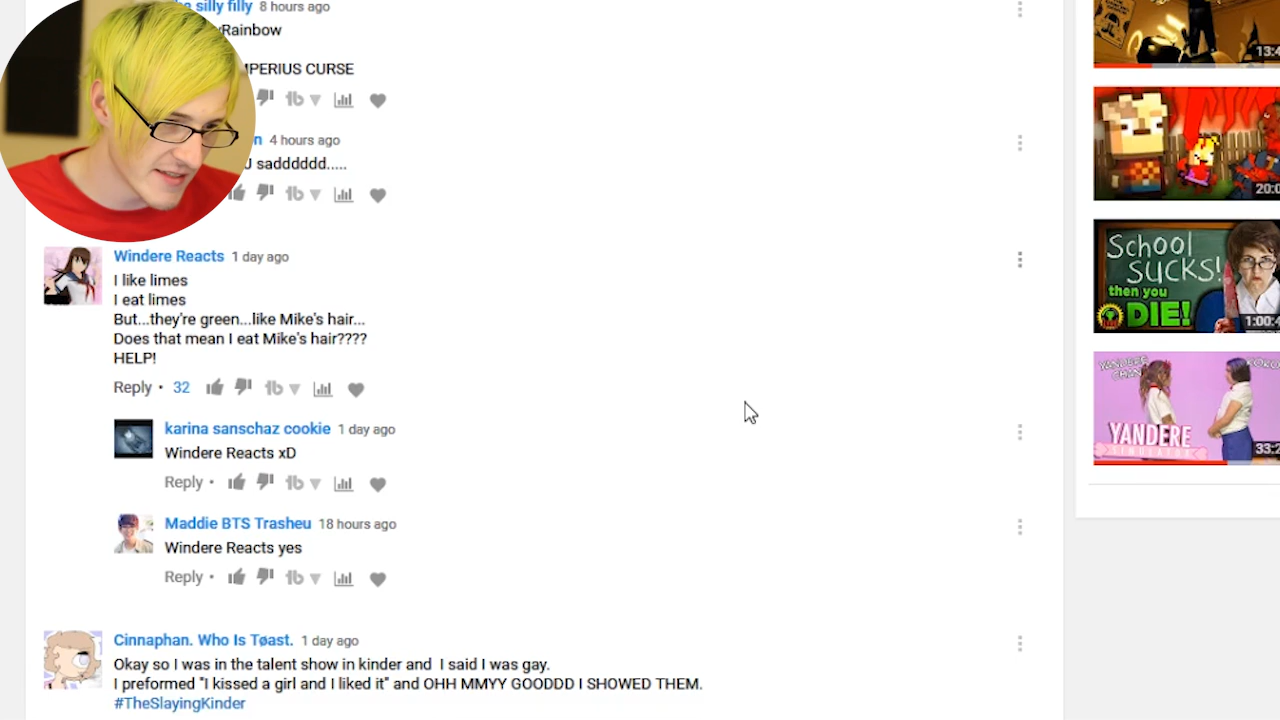 silly filly 8 hours ago
Rainbow
IMPERIUS CURSE
4 hours ago
sadddddd.....
Windere Reacts 1 day ago
I like limes
I eat limes
But...they're green...like Mike's hair...
Does that mean I eat Mike's hair????
HELP!
Reply • 32
karina sanschaz cookie 1 day ago
Windere Reacts xD
Reply •
Maddie BTS Trasheu 18 hours ago
Windere Reacts yes
Reply •
Cinnaphan. Who Is Tøast. 1 day ago
Okay so I was in the talent show in kinder and I said I was gay.
I preformed "I kissed a girl and I liked it" and OHH MMYY GOODDD I SHOWED THEM.
#TheSlayingKinder
13:4
20:0
School
SUCKS!
then you
DIE!
1:00:4
YANDERE
CHAN
KOKO
YANDERE
SIMULATOR
33:2